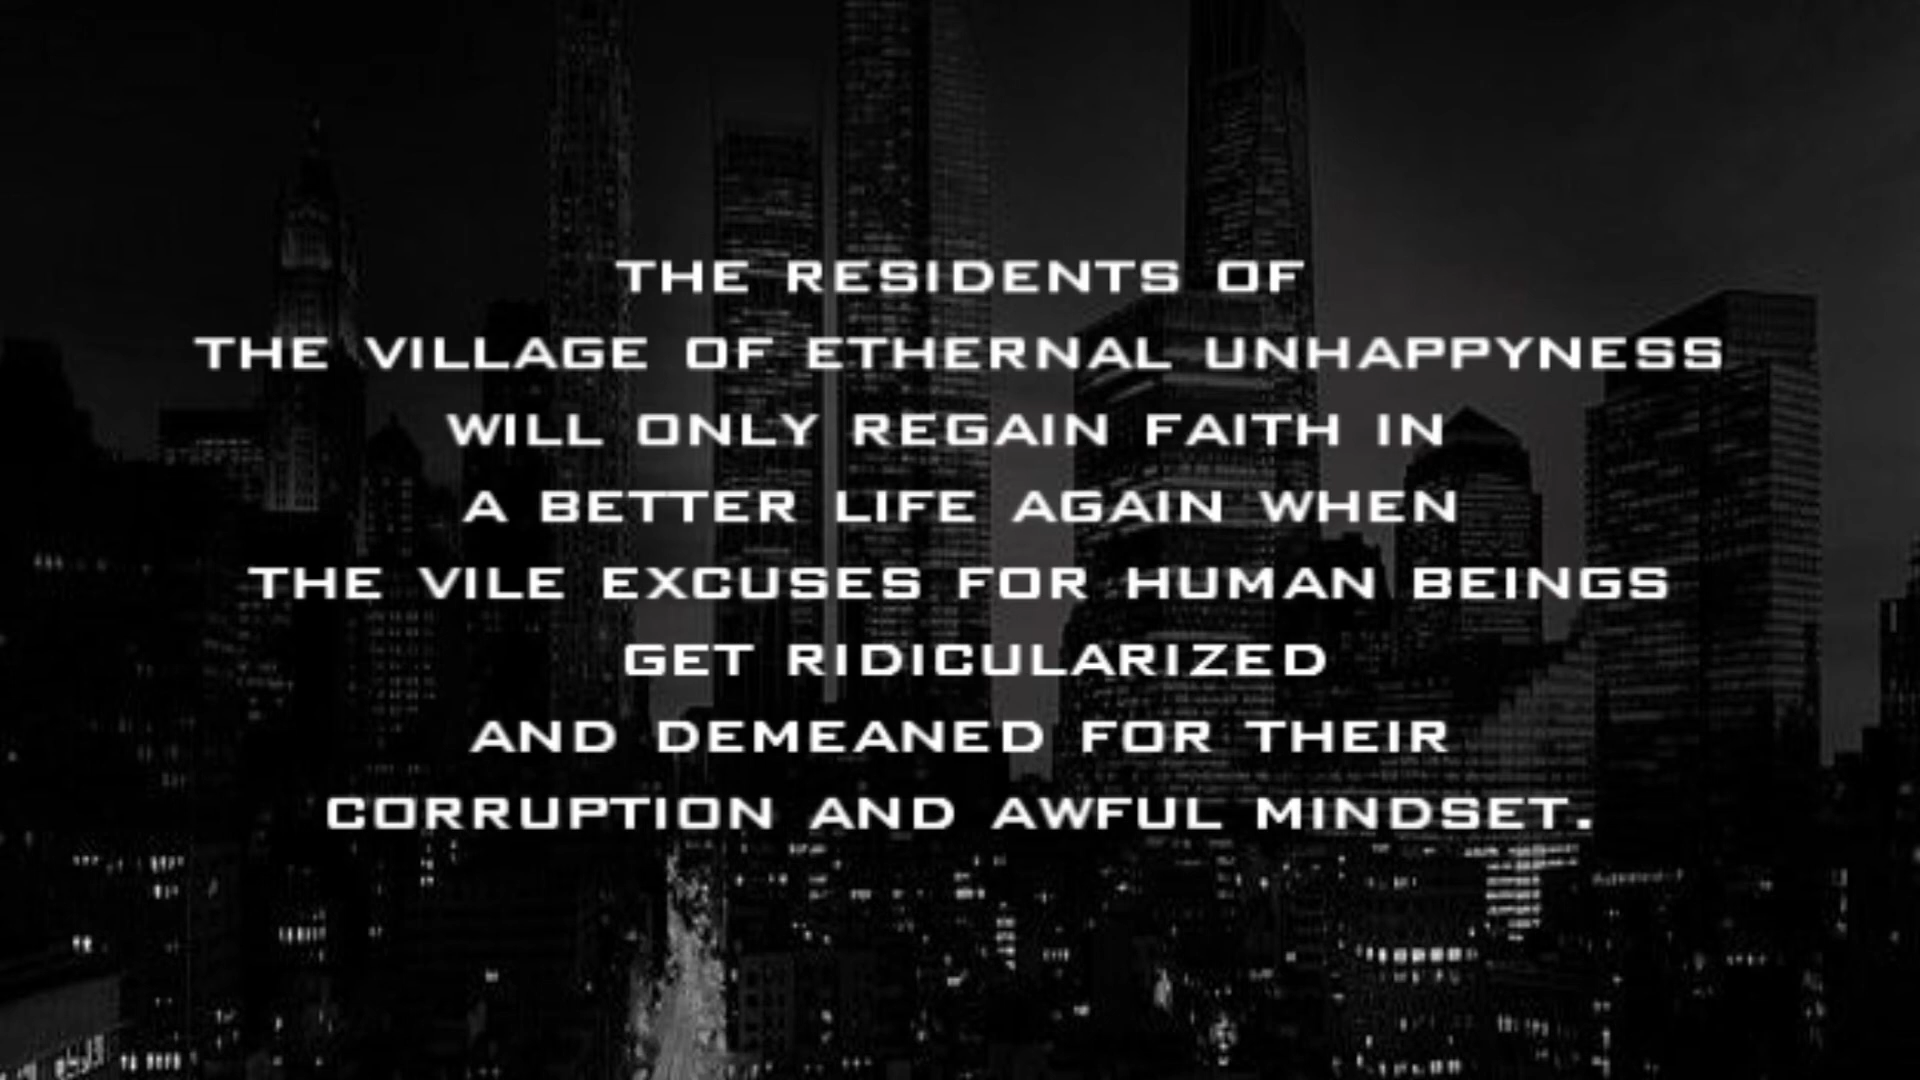 THE RESIDENTS OF
THE VILLAGE OF ETHERNAL UNHAPPYNESS
WILL ONLY REGAIN FAITH IN
A BETTER LIFE AGAIN WHEN
THE VILE EXCUSES FOR HUMAN BEINGS
GET RIDICULARIZED
AND DEMEANED FOR THEIR
CORRUPTION AND AWFUL MINDSET.